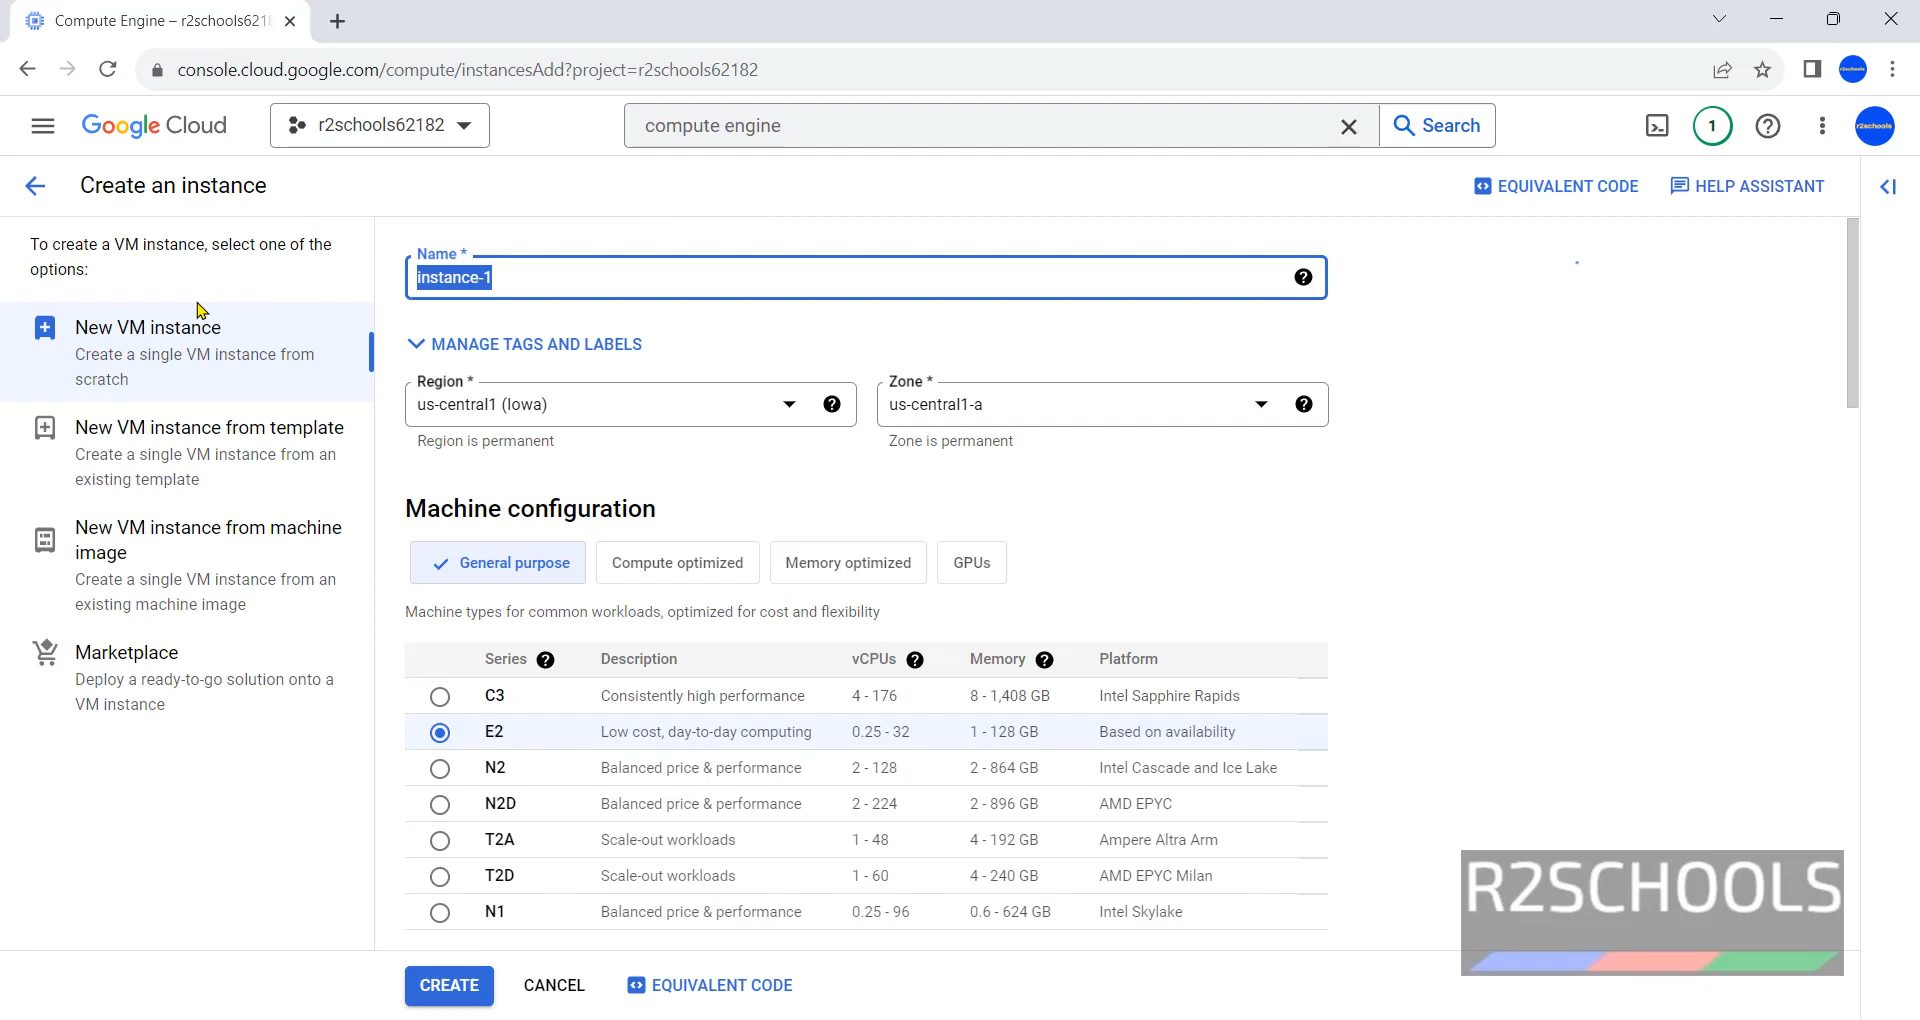 Compute Engine – r2schools6218
console.cloud.google.com/compute/instancesAdd?project=r2schools62182
r2schools
Google Cloud
r2schools62182
compute engine
Search
1
r2schools
Create an instance
EQUIVALENT CODE
HELP ASSISTANT
To create a VM instance, select one of the
options:
New VM instance
Create a single VM instance from
scratch
New VM instance from template
Create a single VM instance from an
existing template
New VM instance from machine
image
Create a single VM instance from an
existing machine image
Marketplace
Deploy a ready-to-go solution onto a
VM instance
Name *
instance-1
MANAGE TAGS AND LABELS
Region *
us-central1 (Iowa)
Region is permanent
Zone *
us-central1-a
Zone is permanent
Machine configuration
General purpose
Compute optimized
Memory optimized
GPUs
Machine types for common workloads, optimized for cost and flexibility
Series Description vCPUs Memory Platform
C3 Consistently high performance 4 - 176 8 - 1,408 GB Intel Sapphire Rapids
E2 Low cost, day-to-day computing 0.25 - 32 1 - 128 GB Based on availability
N2 Balanced price & performance 2 - 128 2 - 864 GB Intel Cascade and Ice Lake
N2D Balanced price & performance 2 - 224 2 - 896 GB AMD EPYC
T2A Scale-out workloads 1 - 48 4 - 192 GB Ampere Altra Arm
T2D Scale-out workloads 1 - 60 4 - 240 GB AMD EPYC Milan
N1 Balanced price & performance 0.25 - 96 0.6 - 624 GB Intel Skylake
R2SCHOOLS
CREATE
CANCEL
EQUIVALENT CODE